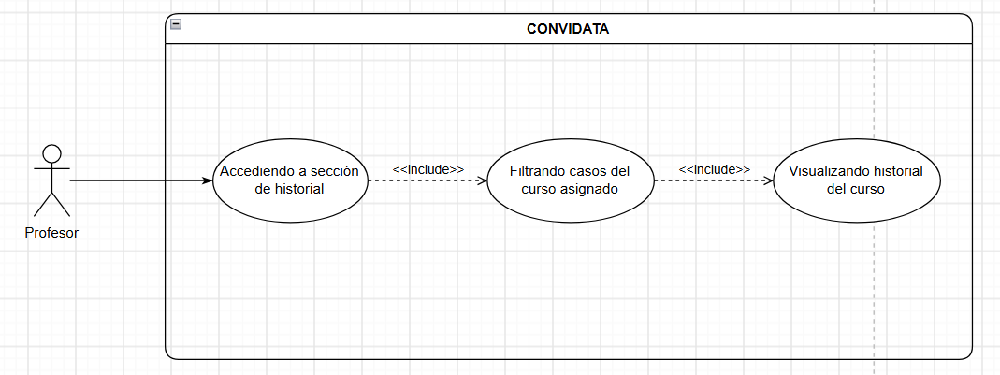 CONVIDATA
Accediendo a sección
de historial
<<include>>
Filtrando casos del
curso asignado
<<include>>
Visualizando historial
del curso
Profesor